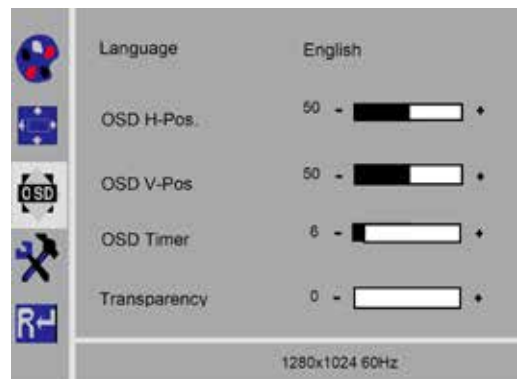 Language English
OSD H-Pos. 50 - +
OSD V-Pos 50 - +
OSD OSD Timer 6 - +
Transparency 0 - +
R
1280x1024 60Hz